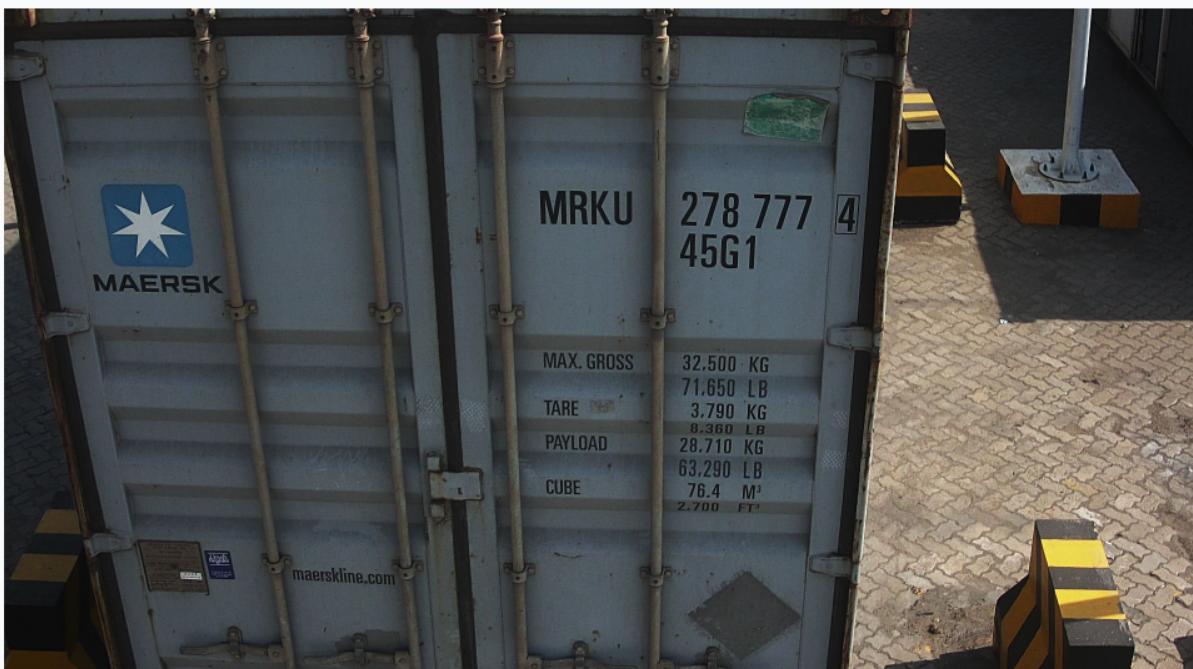 MAERSK
MRKU 278 777 4
45G1
MAX. GROSS 32,500 KG
71,650 LB
TARE 3,790 KG
8,360 LB
PAYLOAD 28,710 KG
63,290 LB
CUBE 76.4 M³
2,700 FT³
maerskline.com